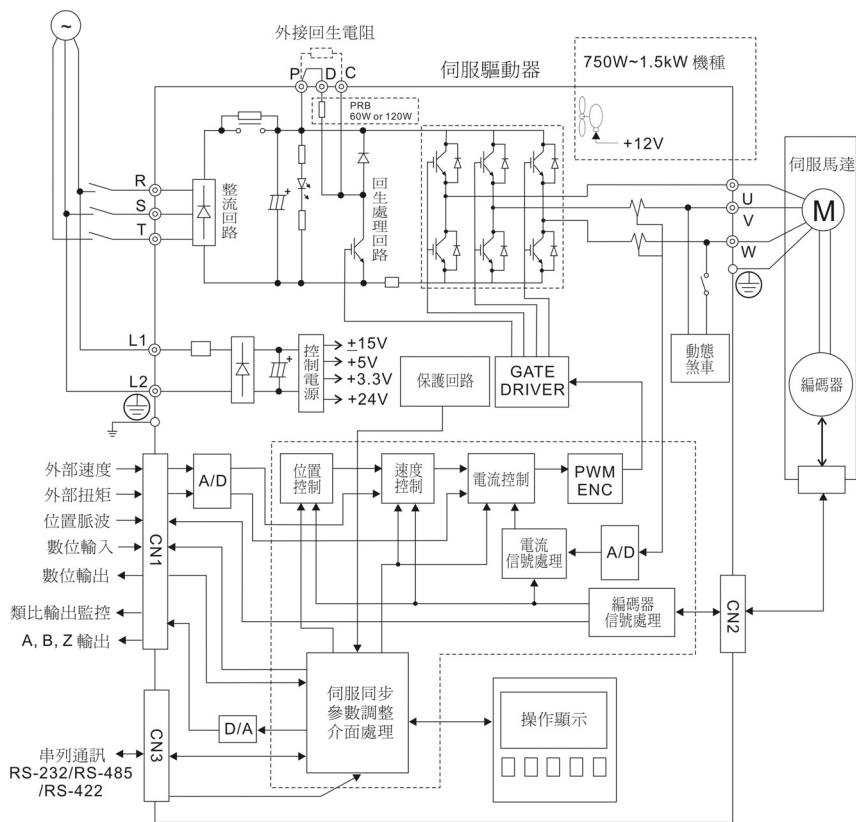 ~
外接回生電阻
P
D
C
伺服驅動器
750W~1.5kW 機種
+12V
PRB
60W or 120W
伺服馬達
R
S
T
整流回路
+
回生處理回路
U
V
W
M
L1
L2
+
控制電源
+15V
+5V
+3.3V
+24V
保護回路
GATE
DRIVER
動態
煞車
編碼器
外部速度
外部扭矩
位置脈波
數位輸入
數位輸出
類比輸出監控
A, B, Z 輸出
CN1
A/D
位置
控制
速度
控制
電流控制
PWM
ENC
電流
信號處理
A/D
編碼器
信號處理
CN2
伺服同步
參數調整
介面處理
D/A
操作顯示
CN3
串列通訊
RS-232/RS-485
/RS-422